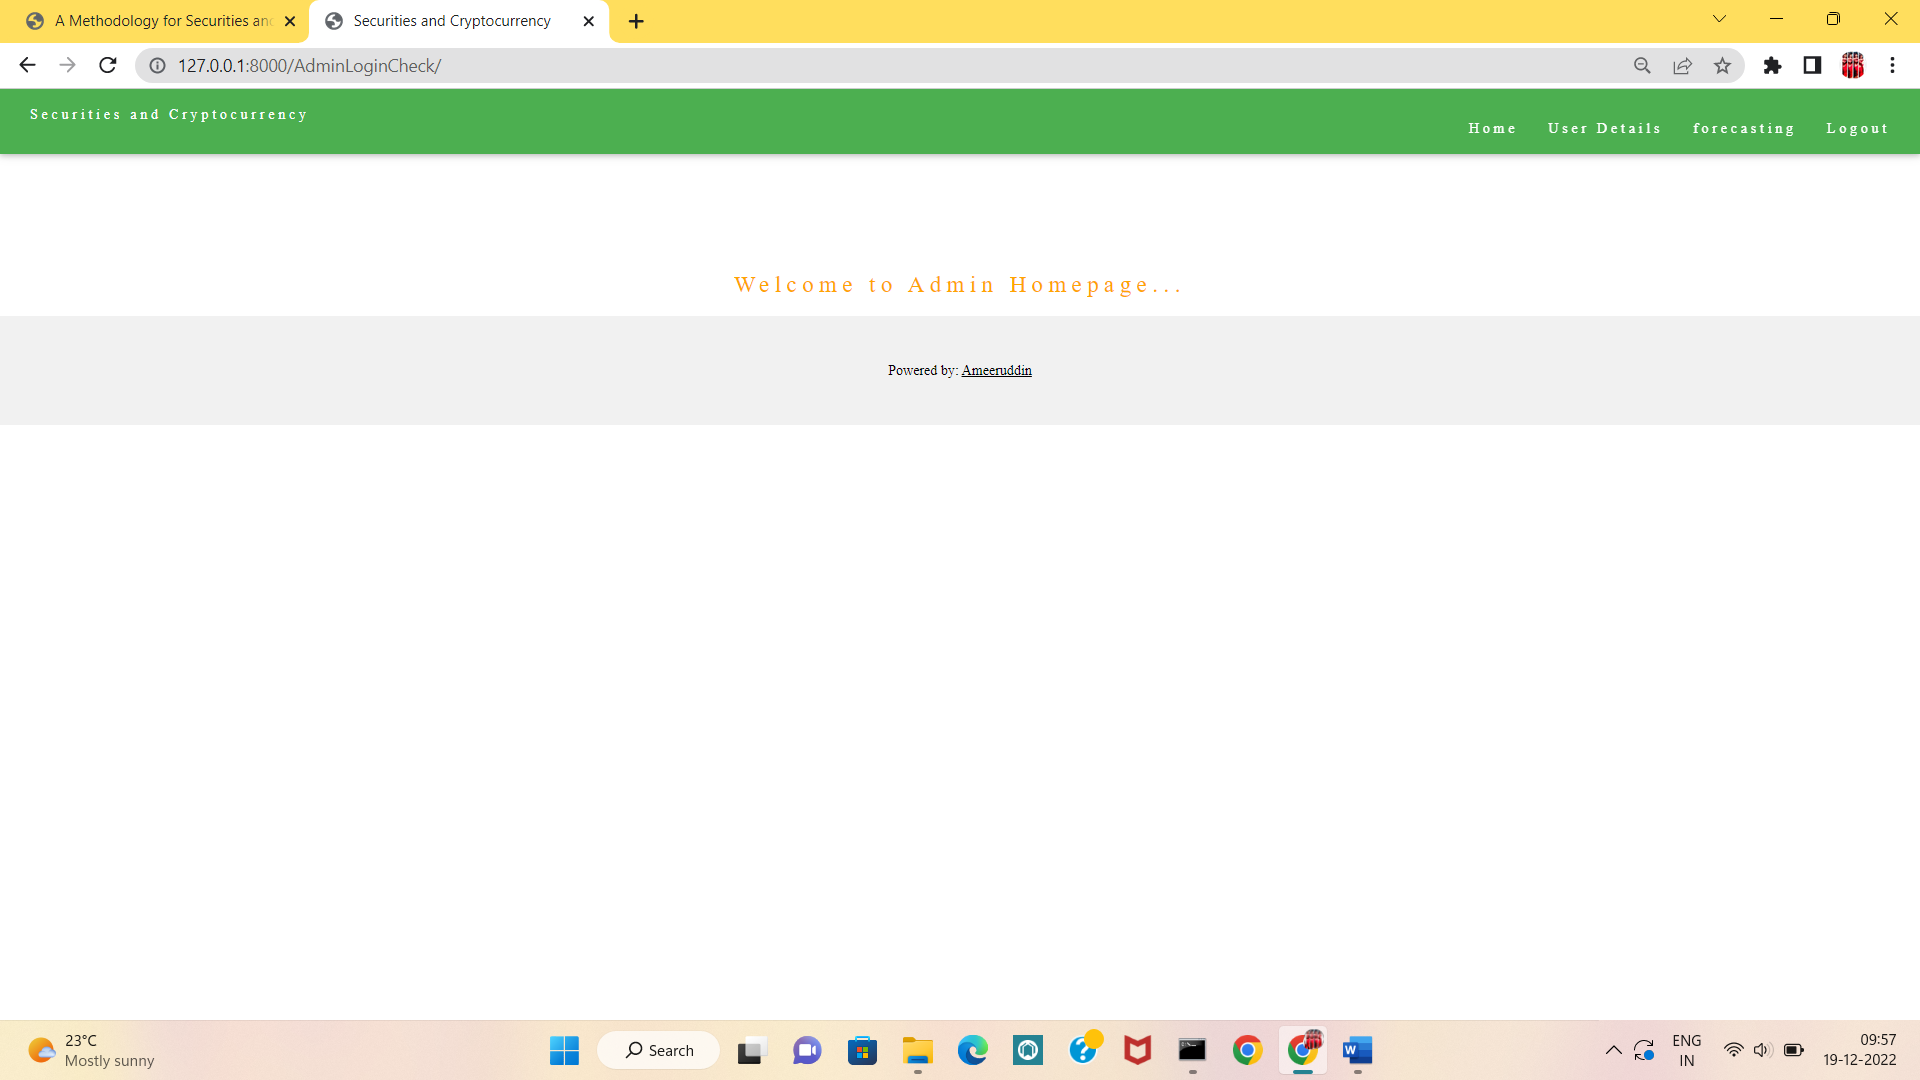 A Methodology for Securities an
Securities and Cryptocurrency
127.0.0.1:8000/AdminLoginCheck/
Securities and Cryptocurrency
Home User Details forecasting Logout
Welcome to Admin Homepage...
Powered by: Ameeruddin
23°C
Mostly sunny
Search
ENG
IN
09:57
19-12-2022